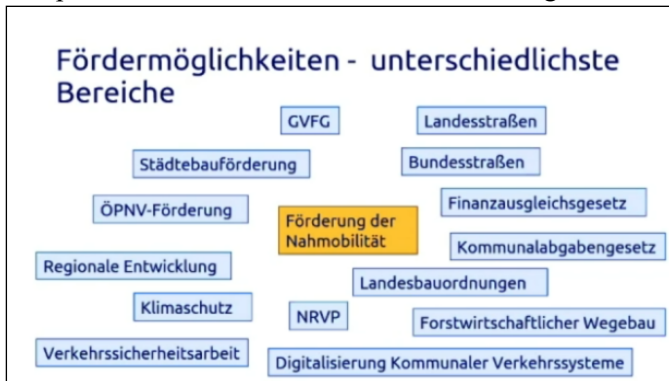 Fördermöglichkeiten - unterschiedlichste
Bereiche
GVFG
Landesstraßen
Städtebauförderung
Bundesstraßen
ÖPNV-Förderung
Förderung der
Nahmobilität
Finanzausgleichsgesetz
Kommunalabgabengesetz
Regionale Entwicklung
Landesbauordnungen
Klimaschutz
NRVP
Forstwirtschaftlicher Wegebau
Verkehrssicherheitsarbeit
Digitalisierung Kommunaler Verkehrssysteme